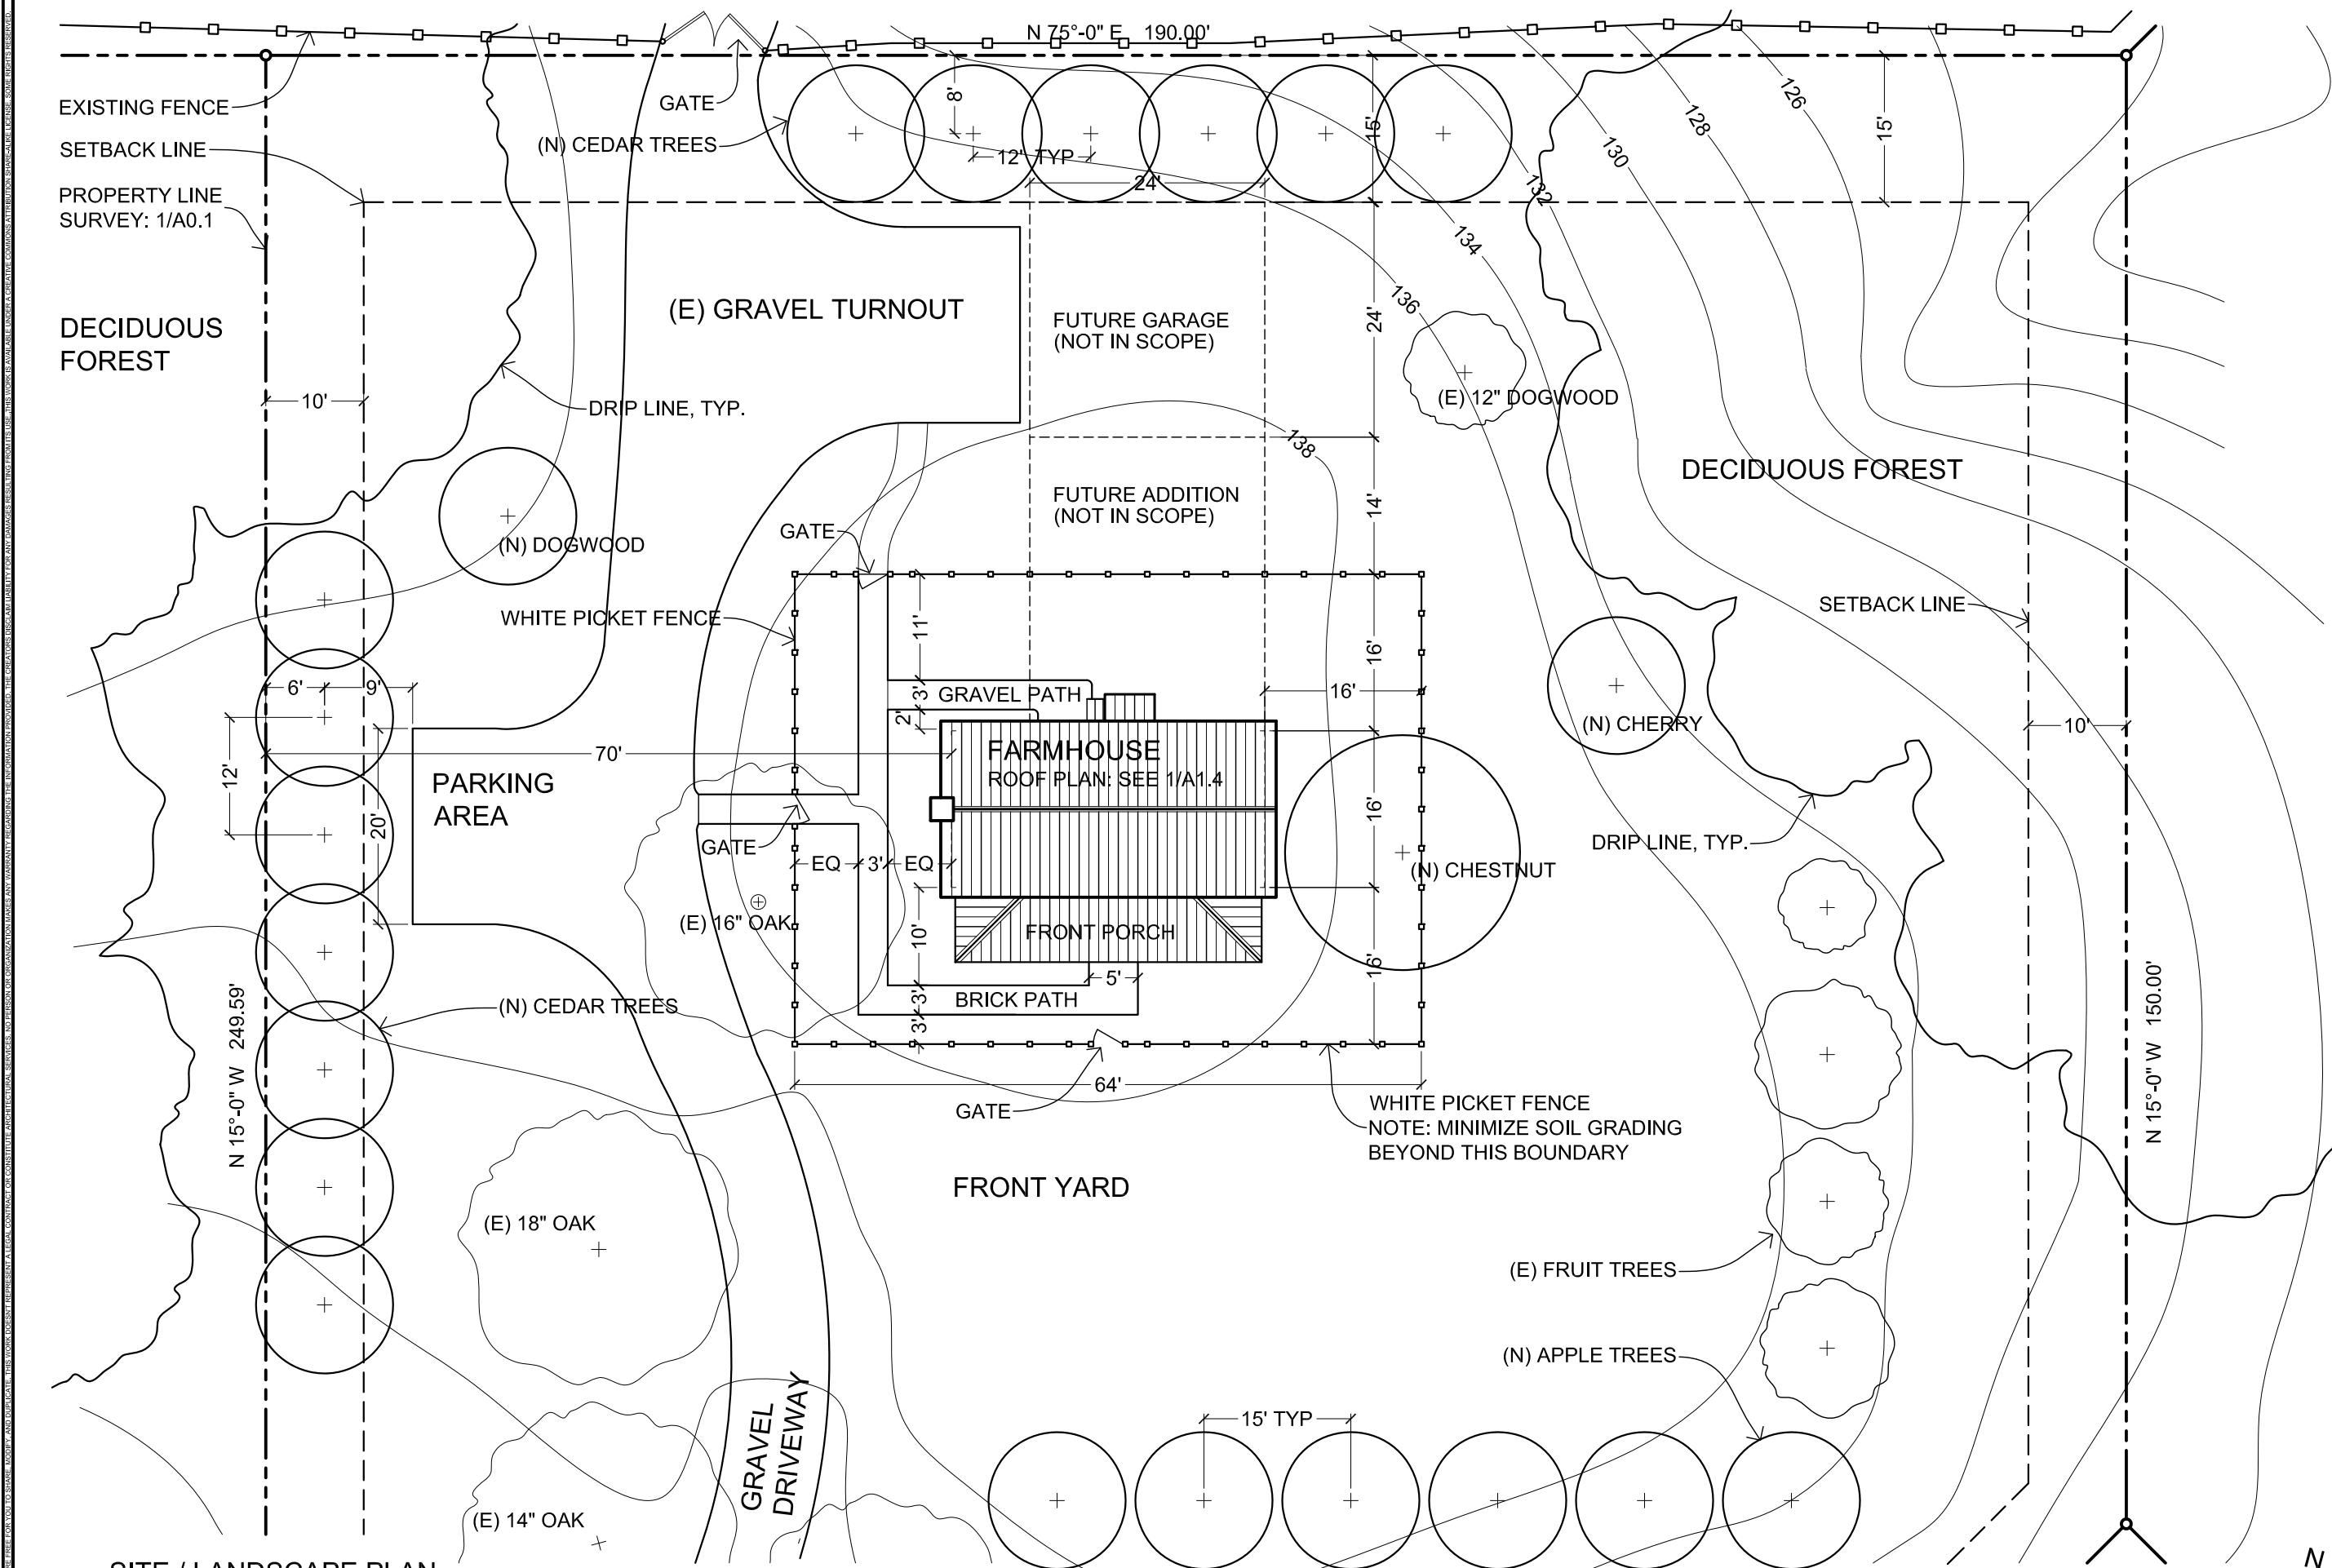 N 75°-0" E 190.00'
EXISTING FENCE
SETBACK LINE
PROPERTY LINE
SURVEY: 1/A0.1
GATE
(N) CEDAR TREES
8'
12' TYP
24'
15'
15'
126
128
130
132
134
136
138
DECIDUOUS
FOREST
(E) GRAVEL TURNOUT
FUTURE GARAGE
(NOT IN SCOPE)
24'
(E) 12" DOGWOOD
10'
DRIP LINE, TYP.
DECIDUOUS FOREST
FUTURE ADDITION
(NOT IN SCOPE)
14'
GATE
(N) DOGWOOD
WHITE PICKET FENCE
SETBACK LINE
11'
16'
6'
9'
3'
GRAVEL PATH
16'
2'
(N) CHERRY
10'
70'
FARMHOUSE
ROOF PLAN: SEE 1/A1.4
12'
PARKING
AREA
20'
16'
GATE
EQ
3'
EQ
DRIP LINE, TYP.
(N) CHESTNUT
(E) 16" OAK
10'
FRONT PORCH
16'
5'
(N) CEDAR TREES
3'
BRICK PATH
3'
N 15°-0" W 249.59'
N 15°-0" W 150.00'
64'
GATE
WHITE PICKET FENCE
NOTE: MINIMIZE SOIL GRADING
BEYOND THIS BOUNDARY
FRONT YARD
(E) 18" OAK
(E) FRUIT TREES
(N) APPLE TREES
15' TYP
GRAVEL
DRIVEWAY
(E) 14" OAK
SITE / LANDSCAPE PLAN
N